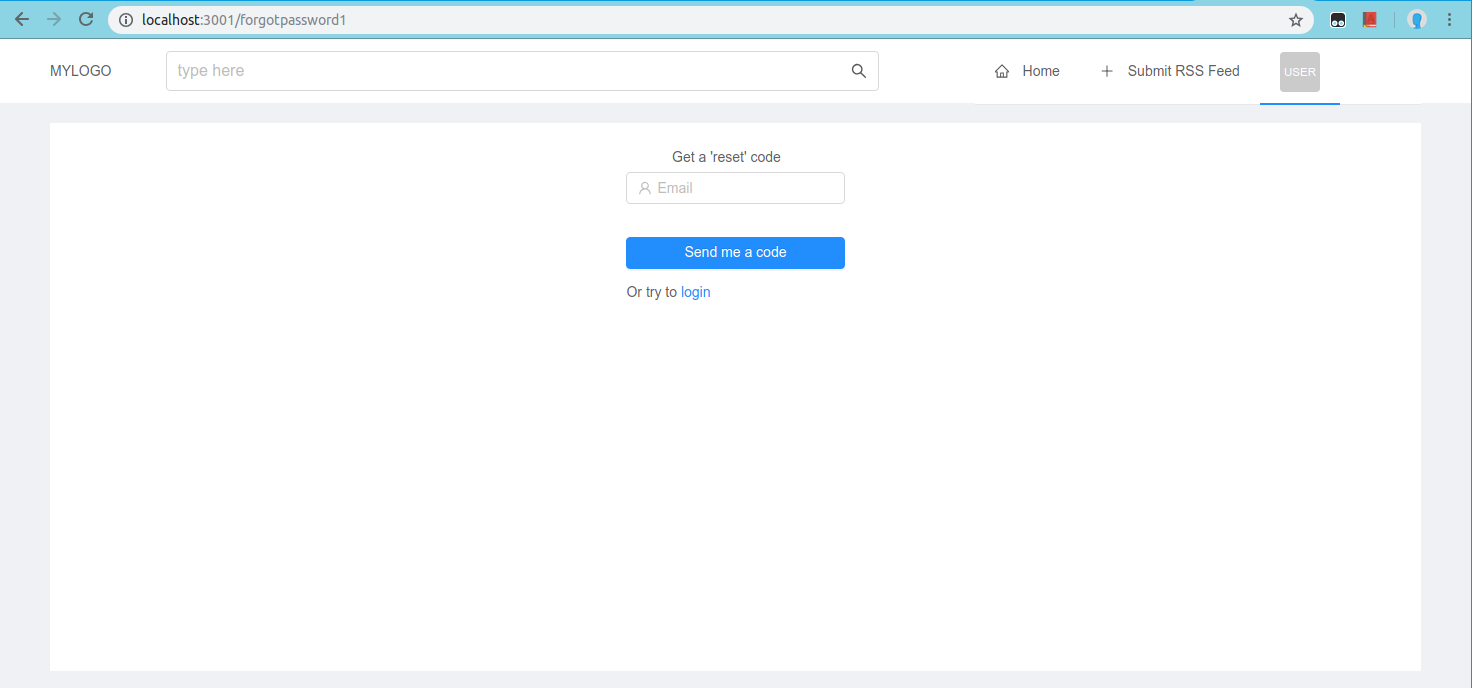 localhost:3001/forgotpassword1
MYLOGO type here Home Submit RSS Feed USER
Get a 'reset' code
Email
Send me a code
Or try to login